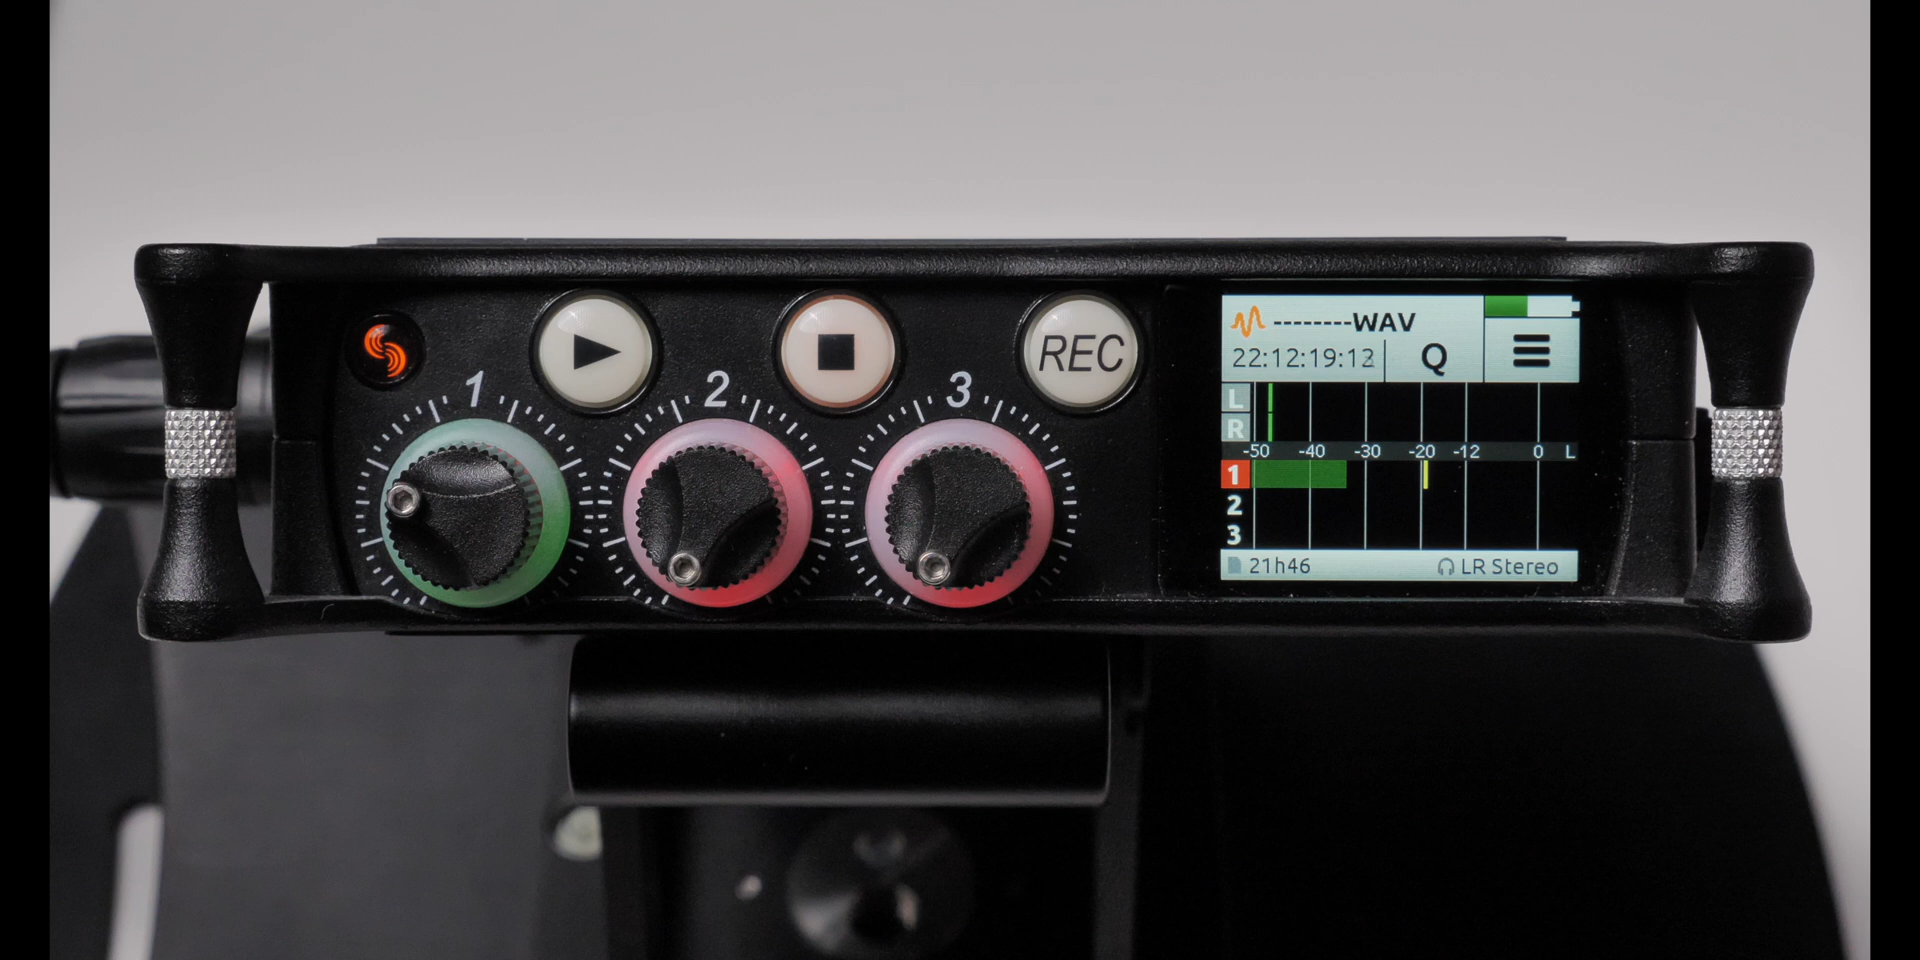 1
2
3
REC
--------WAV
22:12:19:12
Q
L
R
-50 -40 -30 -20 -12 0 L
1
2
3
21h46
LR Stereo